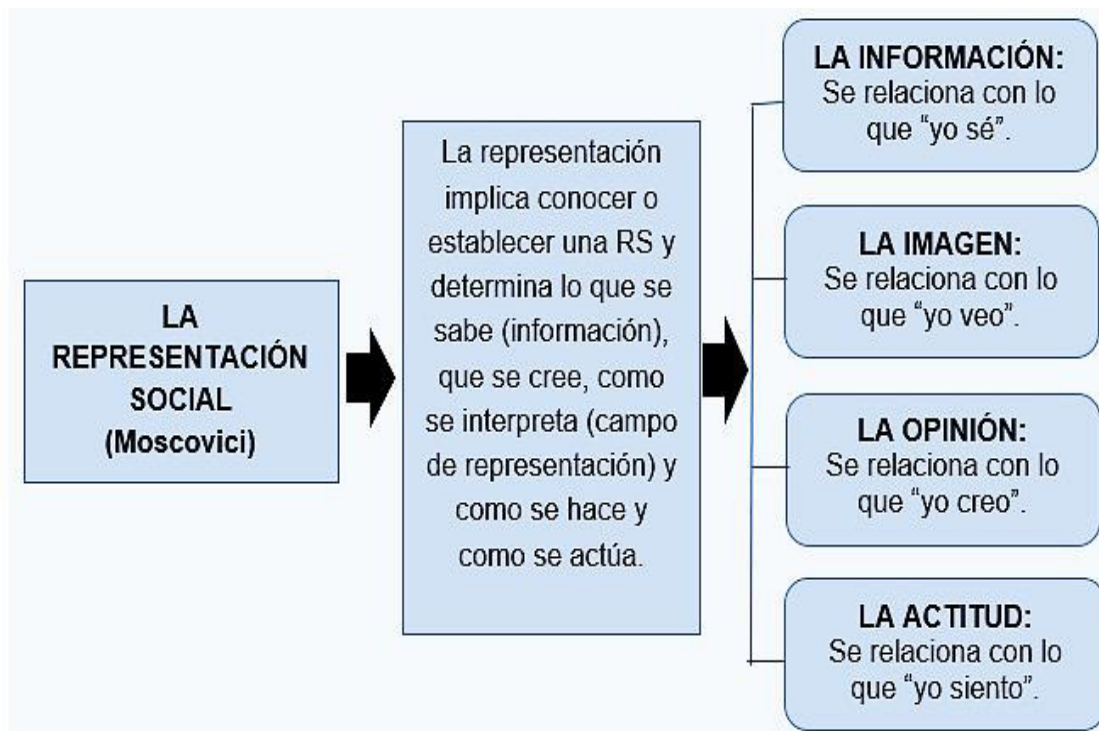 LA
REPRESENTACIÓN
SOCIAL
(Moscovici)
La representación
implica conocer o
establecer una RS y
determina lo que se
sabe (información),
que se cree, como
se interpreta (campo
de representación) y
como se hace y
como se actúa.
LA INFORMACIÓN:
Se relaciona con lo
que “yo sé”.
LA IMAGEN:
Se relaciona con lo
que “yo veo”.
LA OPINIÓN:
Se relaciona con lo
que “yo creo”.
LA ACTITUD:
Se relaciona con lo
que “yo siento”.